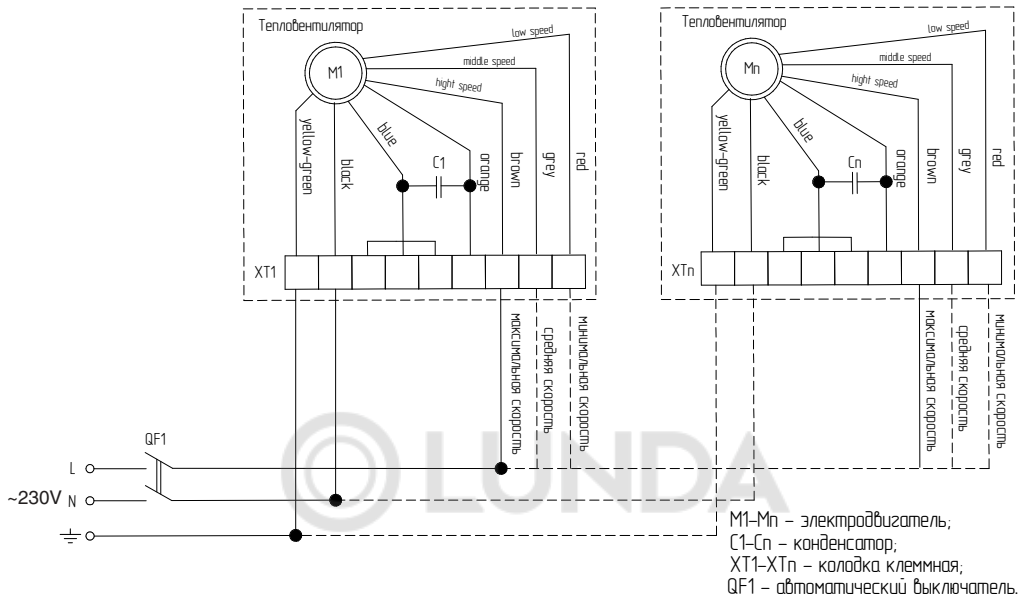 Тепловентилятор
M1
low speed
middle speed
hight speed
yellow-green
black
blue
C1
orange
brown
grey
red
XT1
максимальная скорость
средняя скорость
минимальная скорость
Тепловентилятор
Mn
low speed
middle speed
hight speed
yellow-green
black
blue
Cn
orange
brown
grey
red
XTn
максимальная скорость
средняя скорость
минимальная скорость
QF1
L
~230V N
LUNDA
M1-Mn - электродвигатель;
C1-Cn - конденсатор;
XT1-XTn - колодка клеммная;
QF1 - автоматический выключатель.